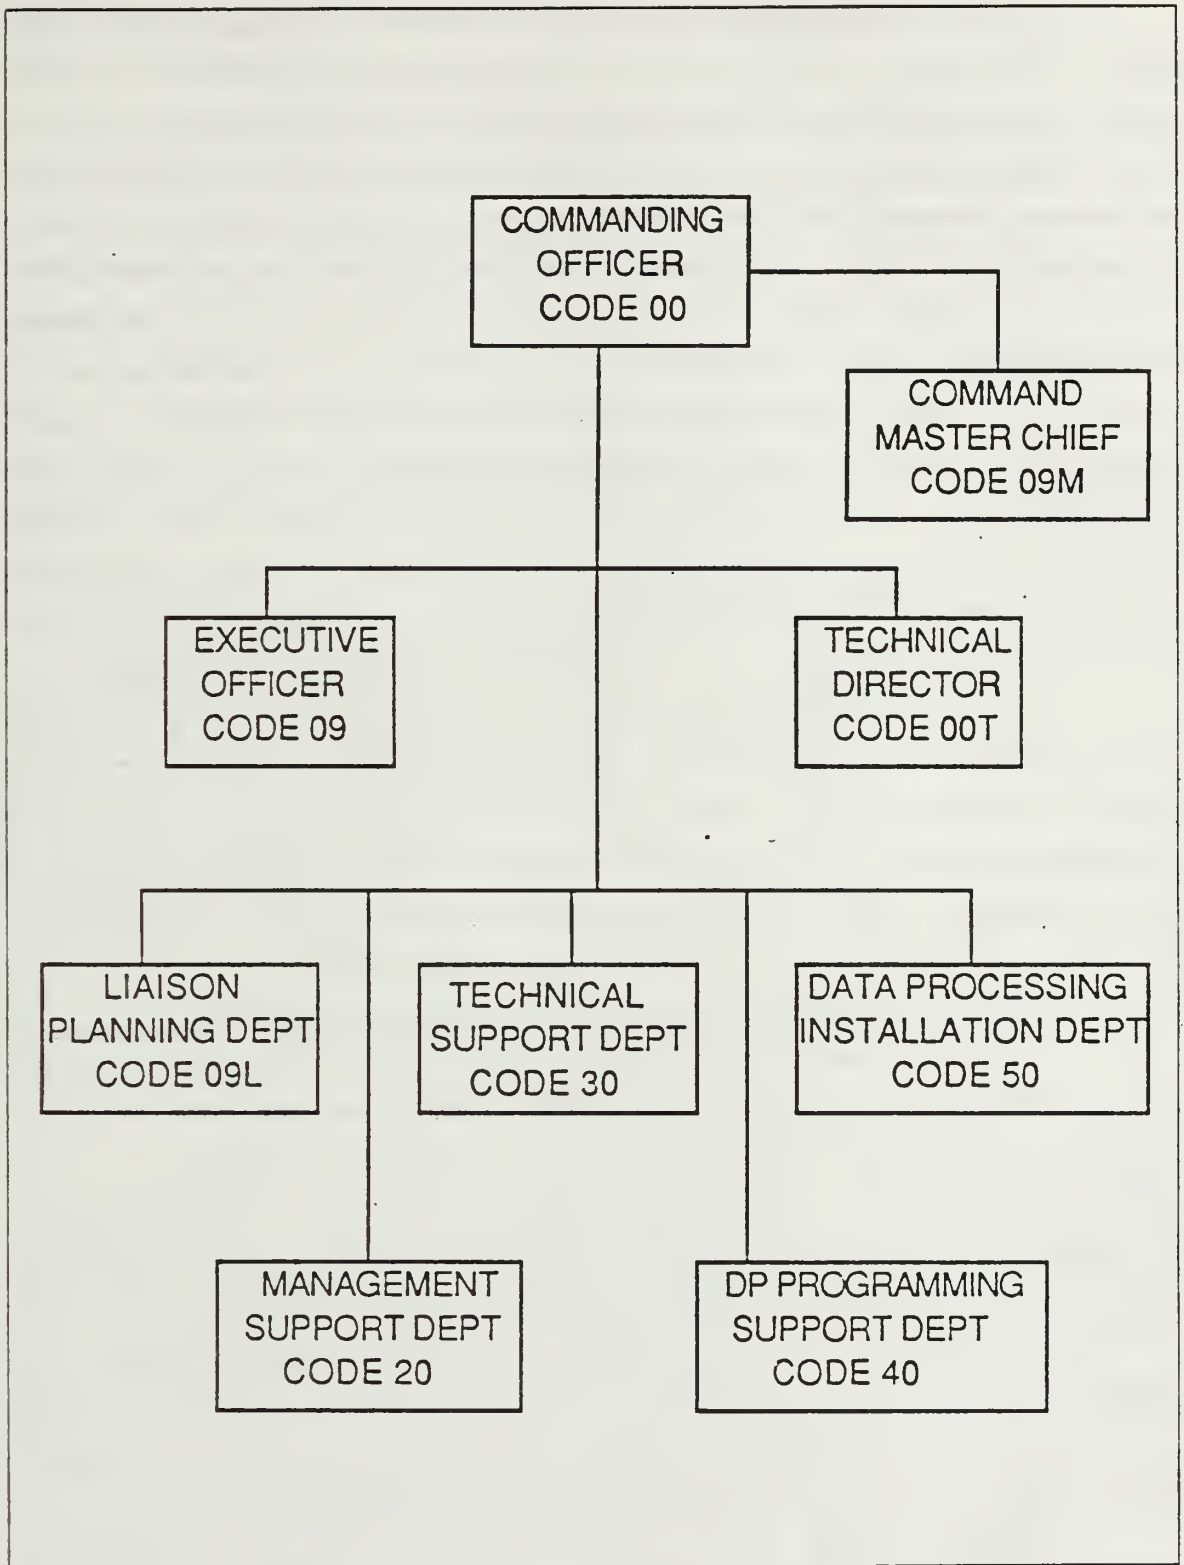 COMMANDING
OFFICER
CODE 00
COMMAND
MASTER CHIEF
CODE 09M
EXECUTIVE
OFFICER
CODE 09
TECHNICAL
DIRECTOR
CODE 00T
LIAISON
PLANNING DEPT
CODE 09L
TECHNICAL
SUPPORT DEPT
CODE 30
DATA PROCESSING
INSTALLATION DEPT
CODE 50
MANAGEMENT
SUPPORT DEPT
CODE 20
DP PROGRAMMING
SUPPORT DEPT
CODE 40